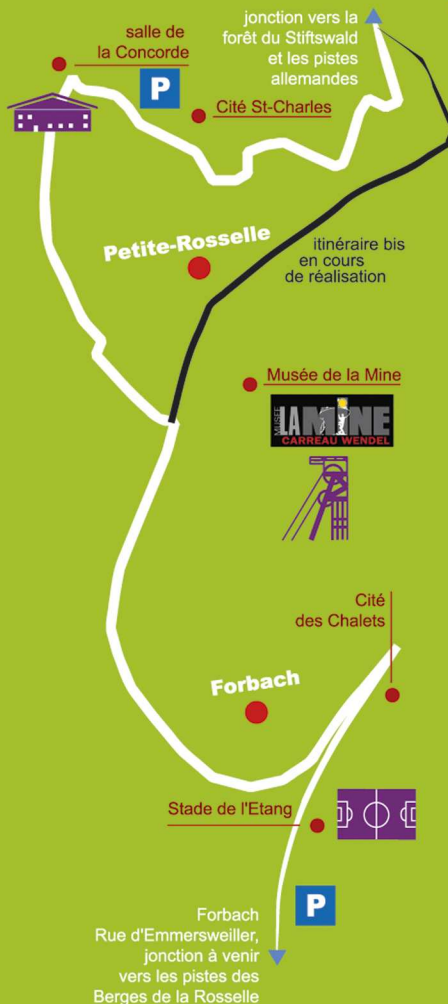 salle de
la Concorde
jonction vers la
forêt du Stiftswald
et les pistes
allemandes
P
Cité St-Charles
Petite-Rosselle
itinéraire bis
en cours
de réalisation
Musée de la Mine
MUSÉE
LA MINE
CARREAU WENDEL
Cité
des Chalets
Forbach
Stade de l'Etang
P
Forbach
Rue d'Emmersweiller,
jonction à venir
vers les pistes des
Berges de la Rosselle